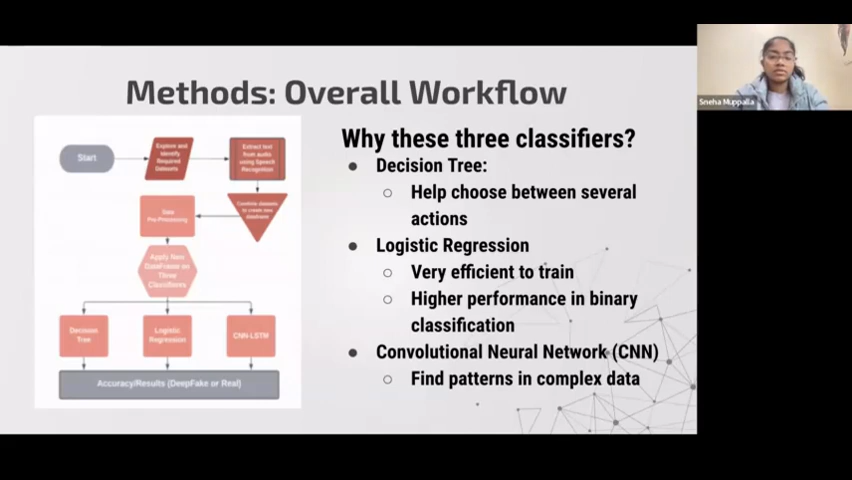 Methods: Overall Workflow
Sneha Muppalla
Start
Explore and
Identify
Required
Datasets
Extract text
from audio
using Speech
Recognition
Combine datasets
to create new
dataframe
Data
Pre-Processing
Apply New
DataFrame on
Three
Classifiers
Decision
Tree
Logistic
Regression
CNN-LSTM
Accuracy/Results (DeepFake or Real)
Why these three classifiers?
Decision Tree:
Help choose between several
actions
Logistic Regression
Very efficient to train
Higher performance in binary
classification
Convolutional Neural Network (CNN)
Find patterns in complex data